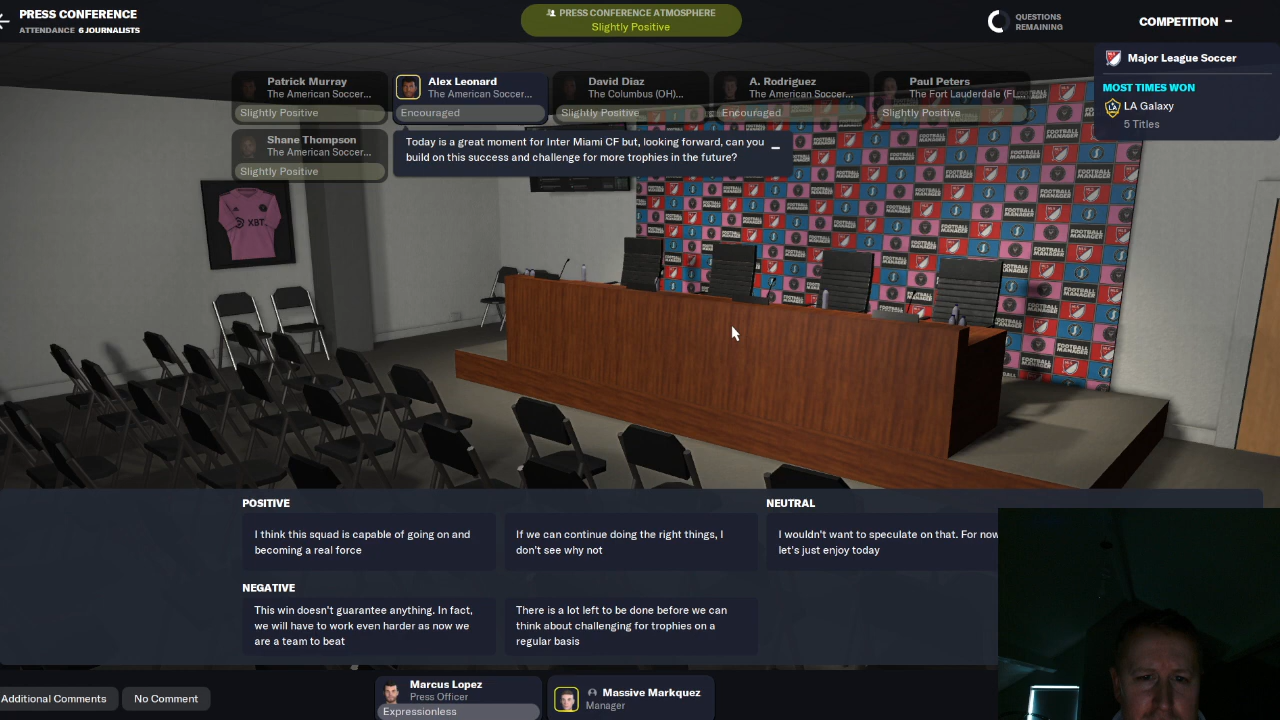 PRESS CONFERENCE
ATTENDANCE 6 JOURNALISTS
PRESS CONFERENCE ATMOSPHERE
Slightly Positive
QUESTIONS
REMAINING
COMPETITION
Major League Soccer
MOST TIMES WON
LA Galaxy
5 Titles
Patrick Murray
The American Soccer...
Slightly Positive
Alex Leonard
The American Soccer...
Encouraged
David Diaz
The Columbus (OH)...
Slightly Positive
A. Rodriguez
The American Soccer...
Encouraged
Paul Peters
The Fort Lauderdale (FL...
Slightly Positive
Shane Thompson
The American Soccer...
Slightly Positive
Today is a great moment for Inter Miami CF but, looking forward, can you
build on this success and challenge for more trophies in the future?
XBT
FOOTBALL
MANAGER
POSITIVE
I think this squad is capable of going on and
becoming a real force
If we can continue doing the right things, I
don't see why not
NEUTRAL
I wouldn't want to speculate on that. For now
let's just enjoy today
NEGATIVE
This win doesn't guarantee anything. In fact,
we will have to work even harder as now we
are a team to beat
There is a lot left to be done before we can
think about challenging for trophies on a
regular basis
Additional Comments
No Comment
Marcus Lopez
Press Officer
Expressionless
Massive Markquez
Manager